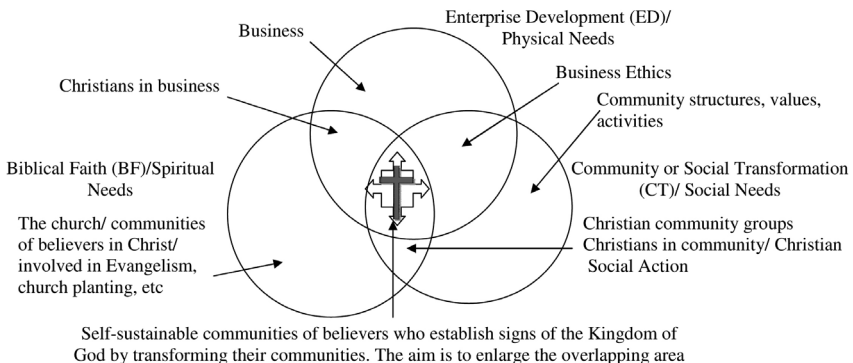 Enterprise Development (ED)/
Physical Needs
Business
Business Ethics
Christians in business
Community structures, values,
activities
Biblical Faith (BF)/Spiritual
Needs
Community or Social Transformation
(CT)/ Social Needs
The church/ communities
of believers in Christ/
involved in Evangelism,
church planting, etc
Christian community groups
Christians in community/ Christian
Social Action
Self-sustainable communities of believers who establish signs of the Kingdom of
God by transforming their communities. The aim is to enlarge the overlapping area